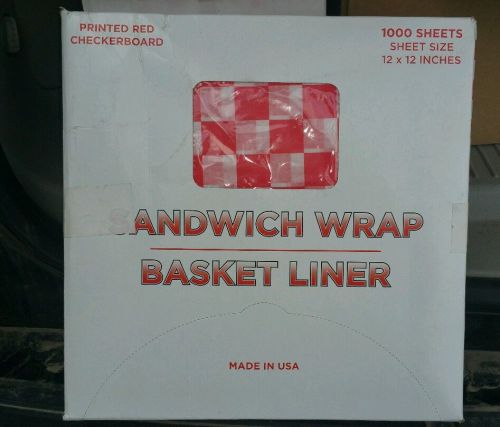 PRINTED RED
CHECKERBOARD
1000 SHEETS
SHEET SIZE
12 x 12 INCHES
SANDWICH WRAP
BASKET LINER
MADE IN USA